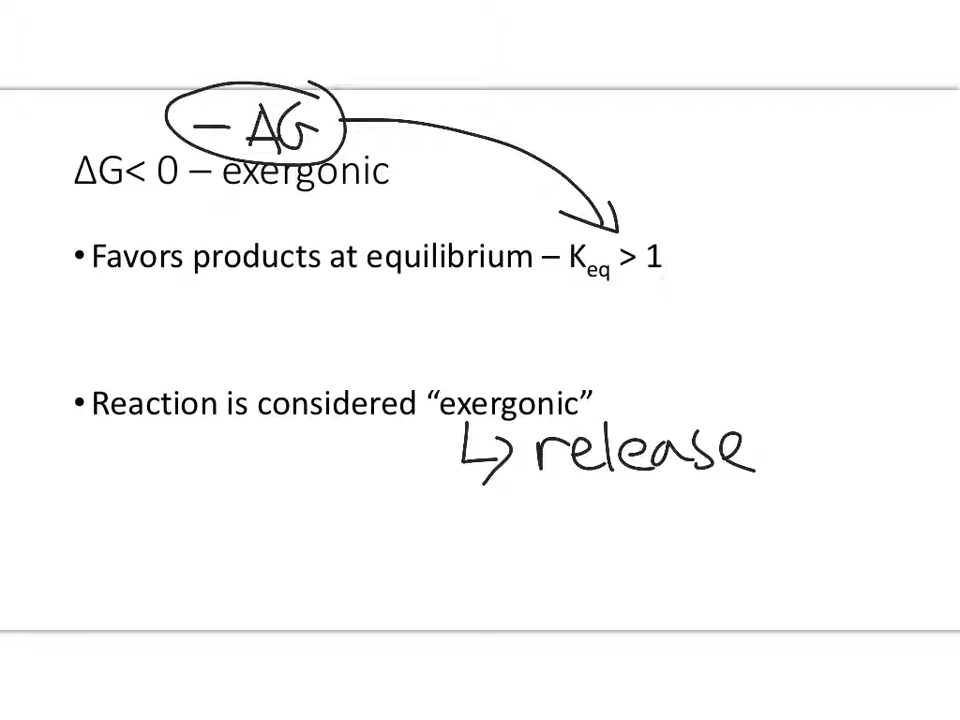 − ΔG
ΔG< 0 – exergonic
• Favors products at equilibrium – Keq > 1
• Reaction is considered “exergonic”
↳ release